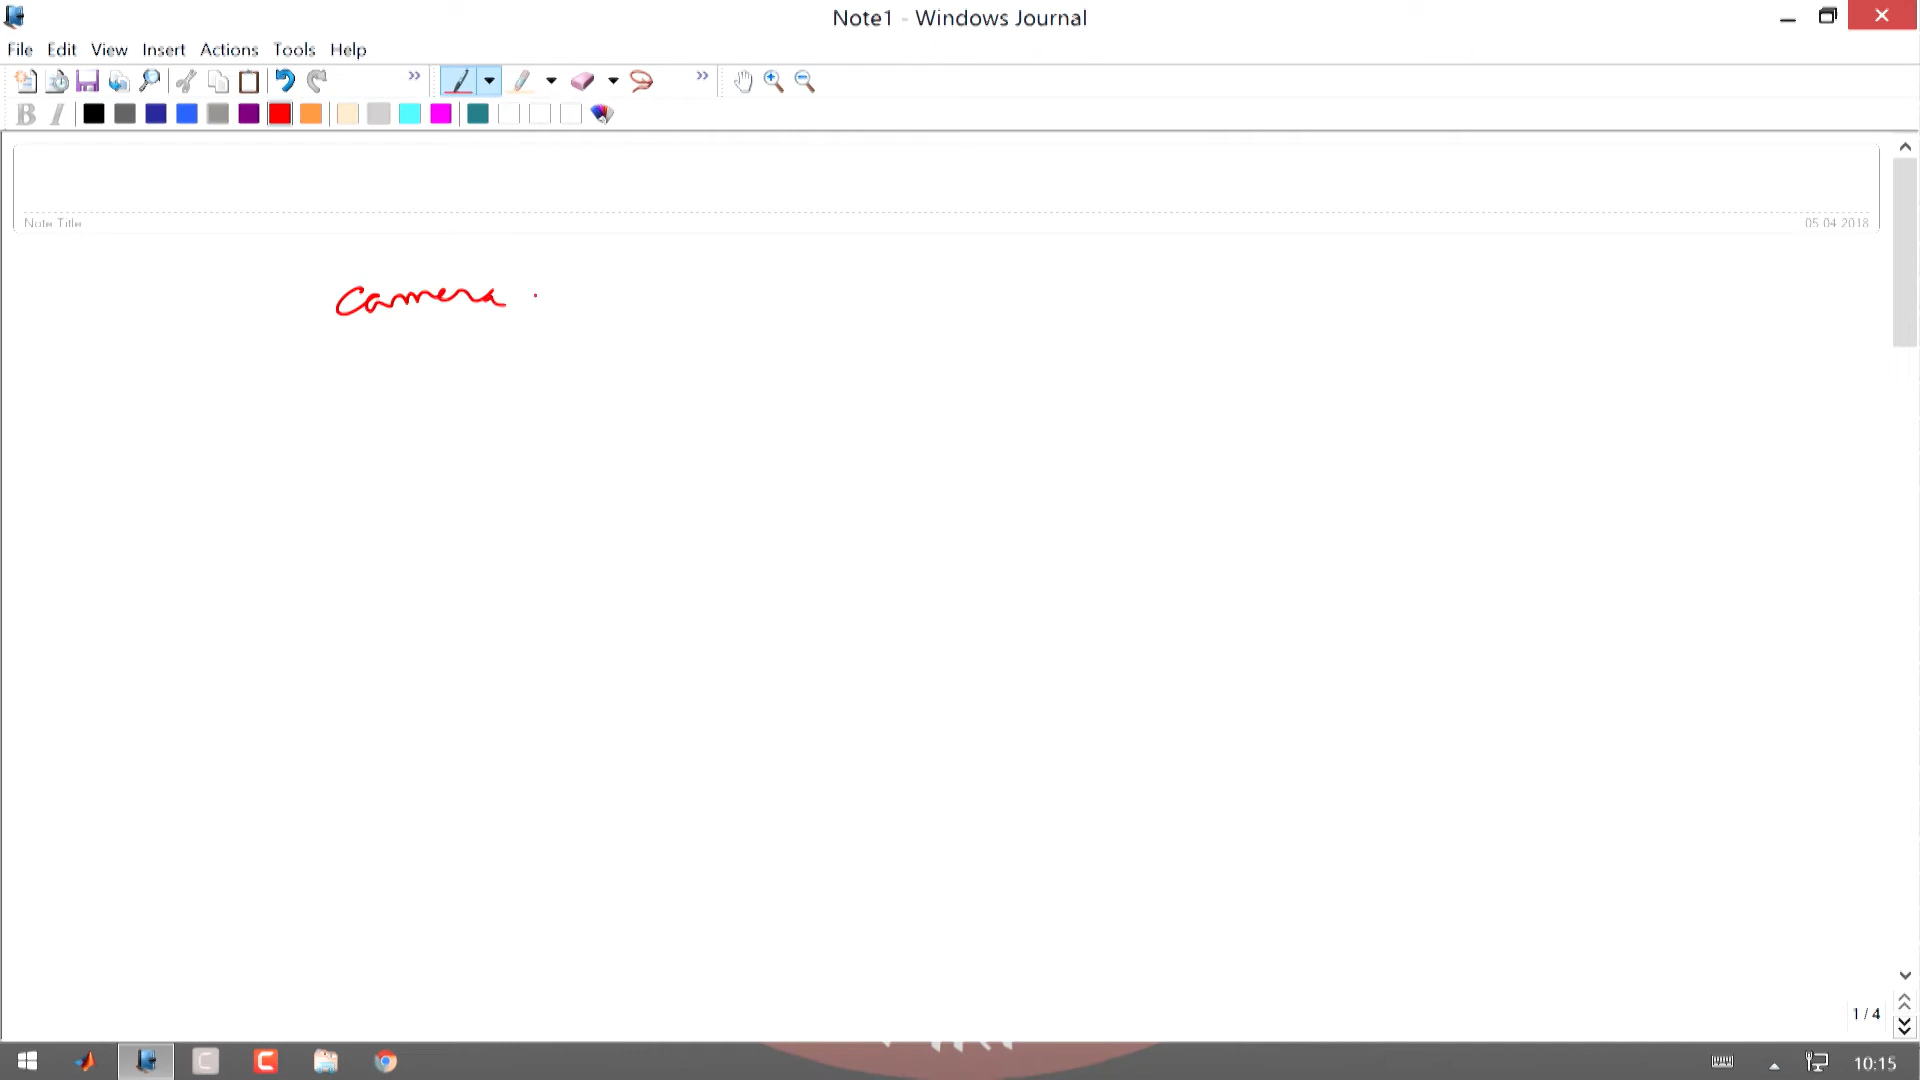 Note1 - Windows Journal
File Edit View Insert Actions Tools Help
B I
Note Title
05-04-2018
Camera
1 / 4
10:15